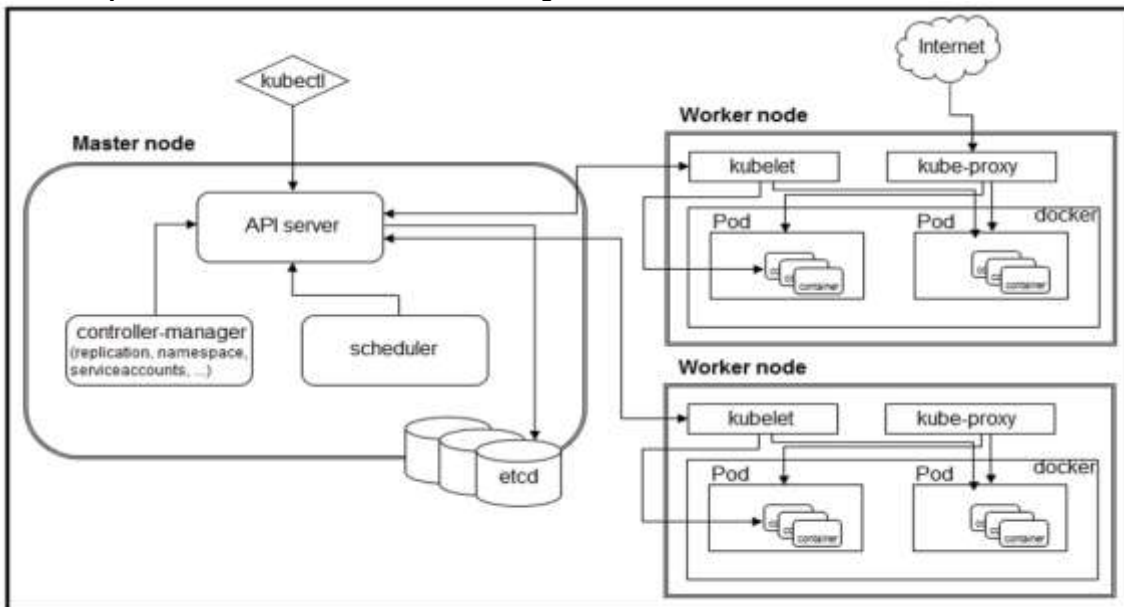 Internet
kubectl
Master node
API server
controller-manager
(replication, namespace,
serviceaccounts, ...)
scheduler
etcd
Worker node
kubelet
kube-proxy
docker
Pod
container
Pod
container
Worker node
kubelet
kube-proxy
docker
Pod
container
Pod
container